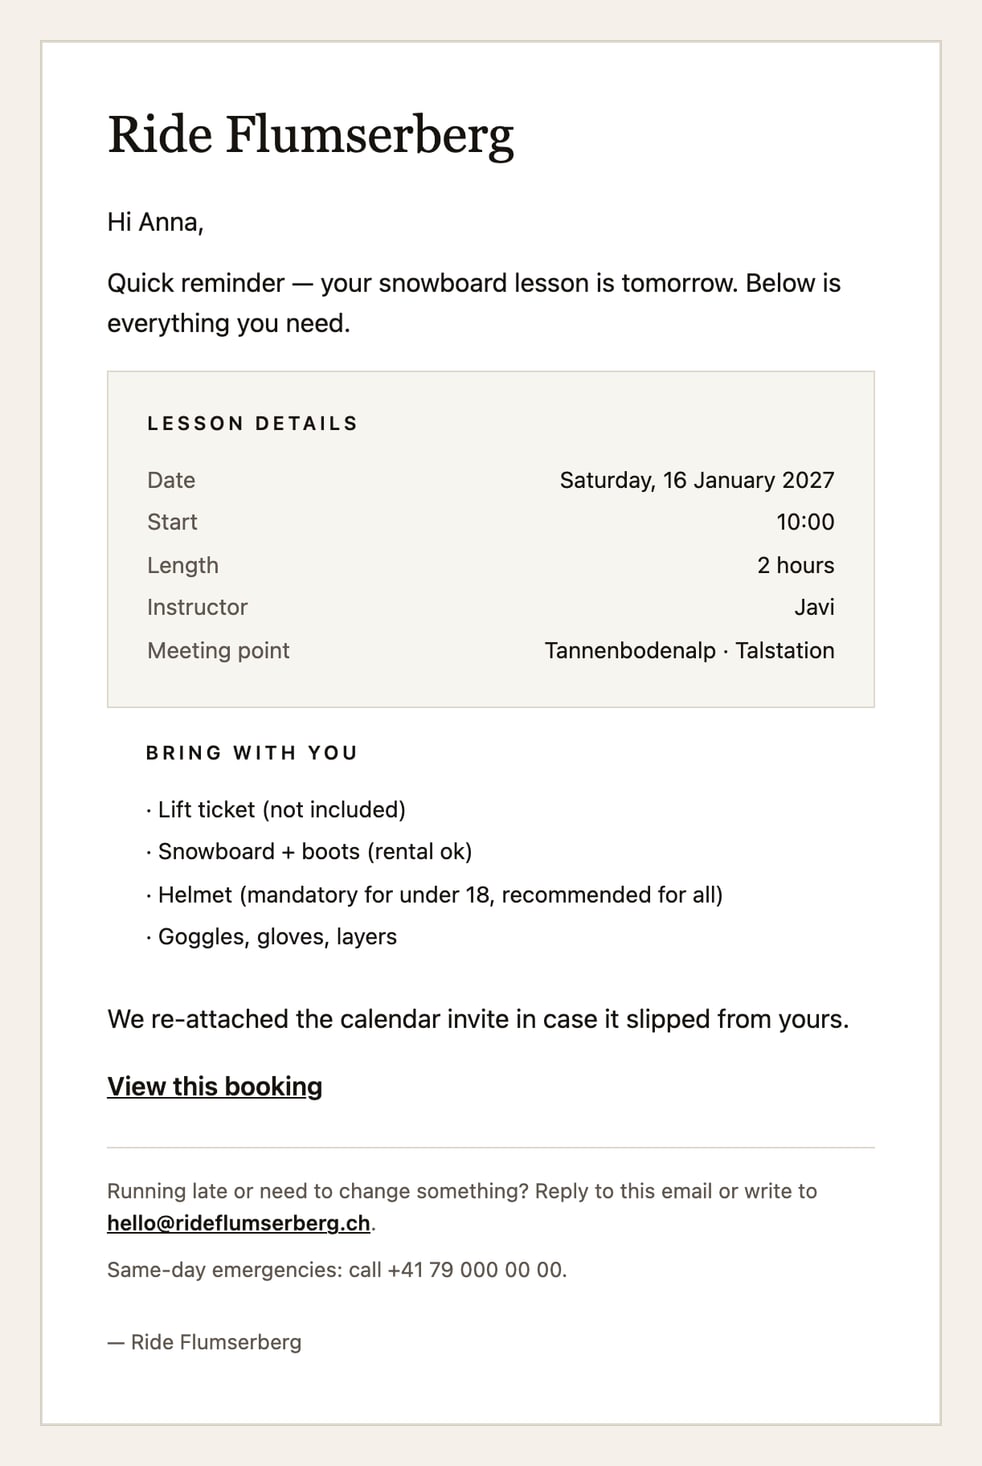 Ride Flumserberg
Hi Anna,
Quick reminder — your snowboard lesson is tomorrow. Below is
everything you need.
LESSON DETAILS
Date Saturday, 16 January 2027
Start 10:00
Length 2 hours
Instructor Javi
Meeting point Tannenbodenalp · Talstation
BRING WITH YOU
· Lift ticket (not included)
· Snowboard + boots (rental ok)
· Helmet (mandatory for under 18, recommended for all)
· Goggles, gloves, layers
We re-attached the calendar invite in case it slipped from yours.
View this booking
Running late or need to change something? Reply to this email or write to
hello@rideflumserberg.ch.
Same-day emergencies: call +41 79 000 00 00.
— Ride Flumserberg